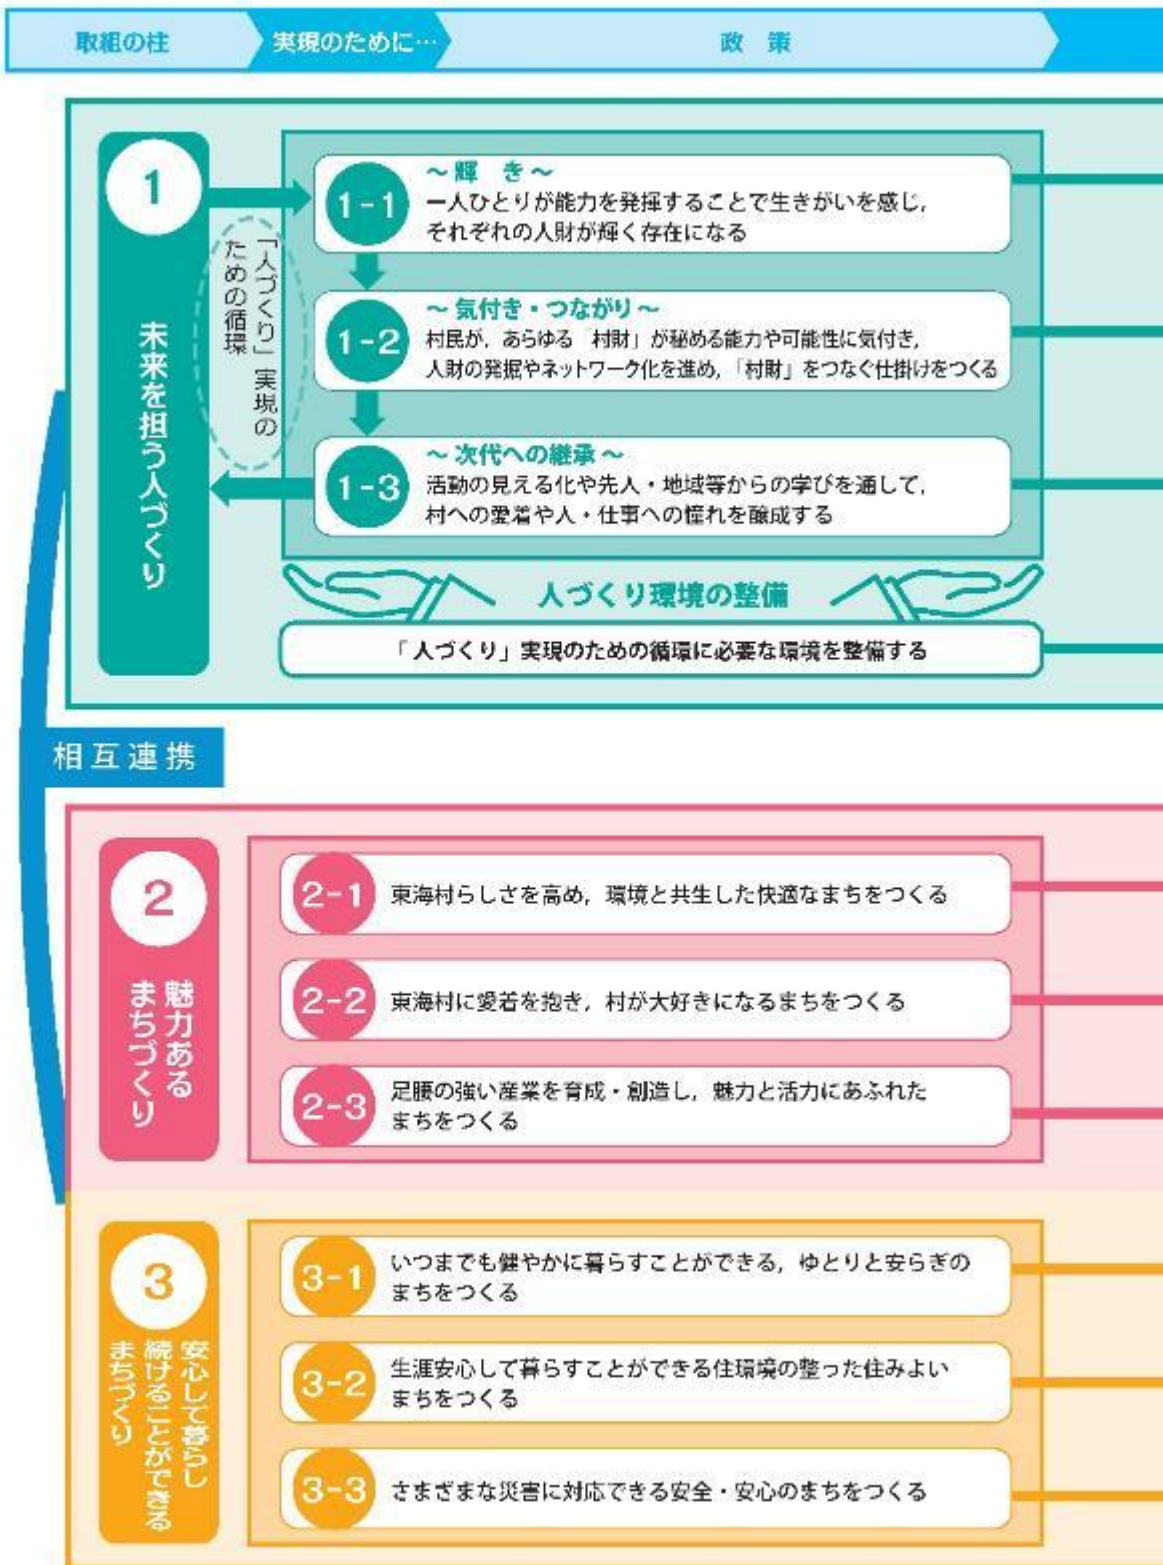 取組の柱
実現のために…
政 策
1
未来を担う人づくり
「人づくり」実現の
ための循環
1-1
～輝 き～
一人ひとりが能力を発揮することで生きがいを感じ，
それぞれの人財が輝く存在になる
1-2
～気付き・つながり～
村民が，あらゆる「村財」が秘める能力や可能性に気付き，
人財の発掘やネットワーク化を進め，「村財」をつなぐ仕掛けをつくる
1-3
～次代への継承～
活動の見える化や先人・地域等からの学びを通して，
村への愛着や人・仕事への憧れを醸成する
人づくり環境の整備
「人づくり」実現のための循環に必要な環境を整備する
相互連携
2
魅力ある
まちづくり
2-1
東海村らしさを高め，環境と共生した快適なまちをつくる
2-2
東海村に愛着を抱き，村が大好きになるまちをつくる
2-3
足腰の強い産業を育成・創造し，魅力と活力にあふれた
まちをつくる
3
安心して暮らし
続けることができる
まちづくり
3-1
いつまでも健やかに暮らすことができる，ゆとりと安らぎの
まちをつくる
3-2
生涯安心して暮らすことができる住環境の整った住みよい
まちをつくる
3-3
さまざまな災害に対応できる安全・安心のまちをつくる